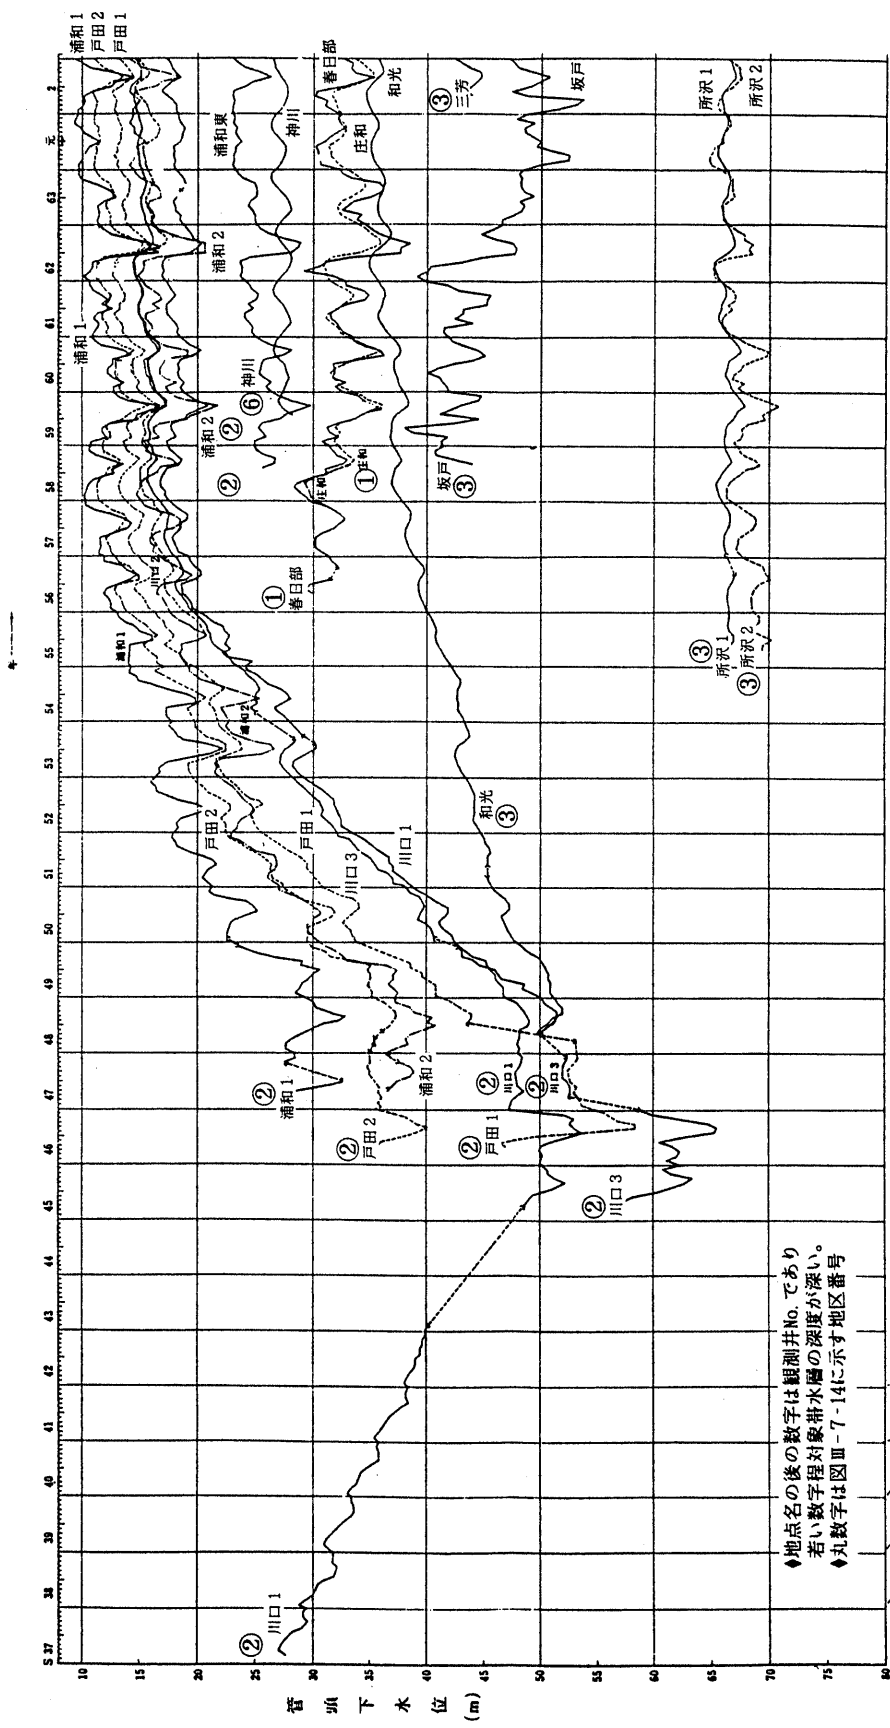 年
S 37
38
39
40
41
42
43
44
45
46
47
48
49
50
51
52
53
54
55
56
57
58
59
60
61
62
63
元
2
管頭下水位
(m)
10
15
20
25
30
35
40
45
50
55
60
65
70
75
80
② 川口1
② 川口3
② 戸田1
② 戸田2
② 浦和1
浦和2
② 川口1
② 川口3
川口1
川口3
戸田1
戸田2
和光
③
浦和2
浦和1
川口2
① 春日部
庄和
① 庄和
②
浦和2 ②
⑥ 神川
坂戸
③
③ 所沢1
③ 所沢2
浦和1
浦和2
浦和東
神川
庄和
浦和1
戸田2
戸田1
春日部
和光
③ 三芳
坂戸
所沢1
所沢2
♦地点名の後の数字は観測井No.であり
若い数字程対象帯水層の深度が深い。
♦丸数字は図Ⅲ-7-14に示す地区番号